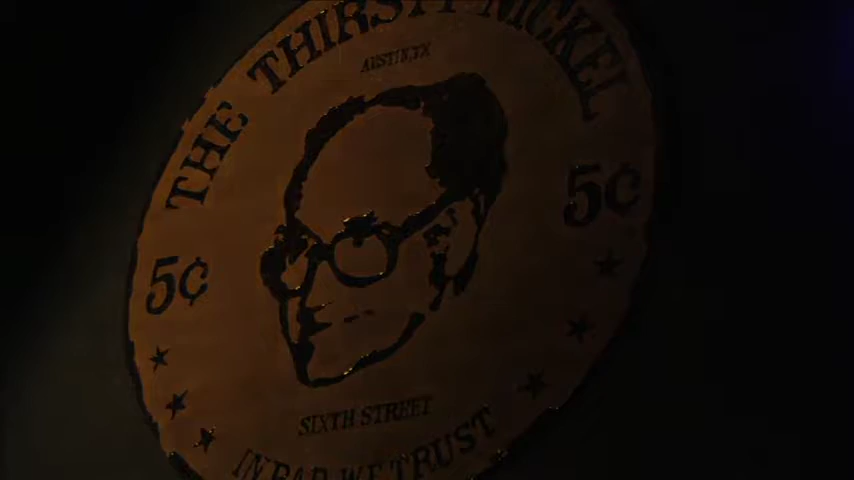 THE THIRSTY NICKEL
AUSTIN, TX
5¢
5¢
SIXTH STREET
IN BAR WE TRUST